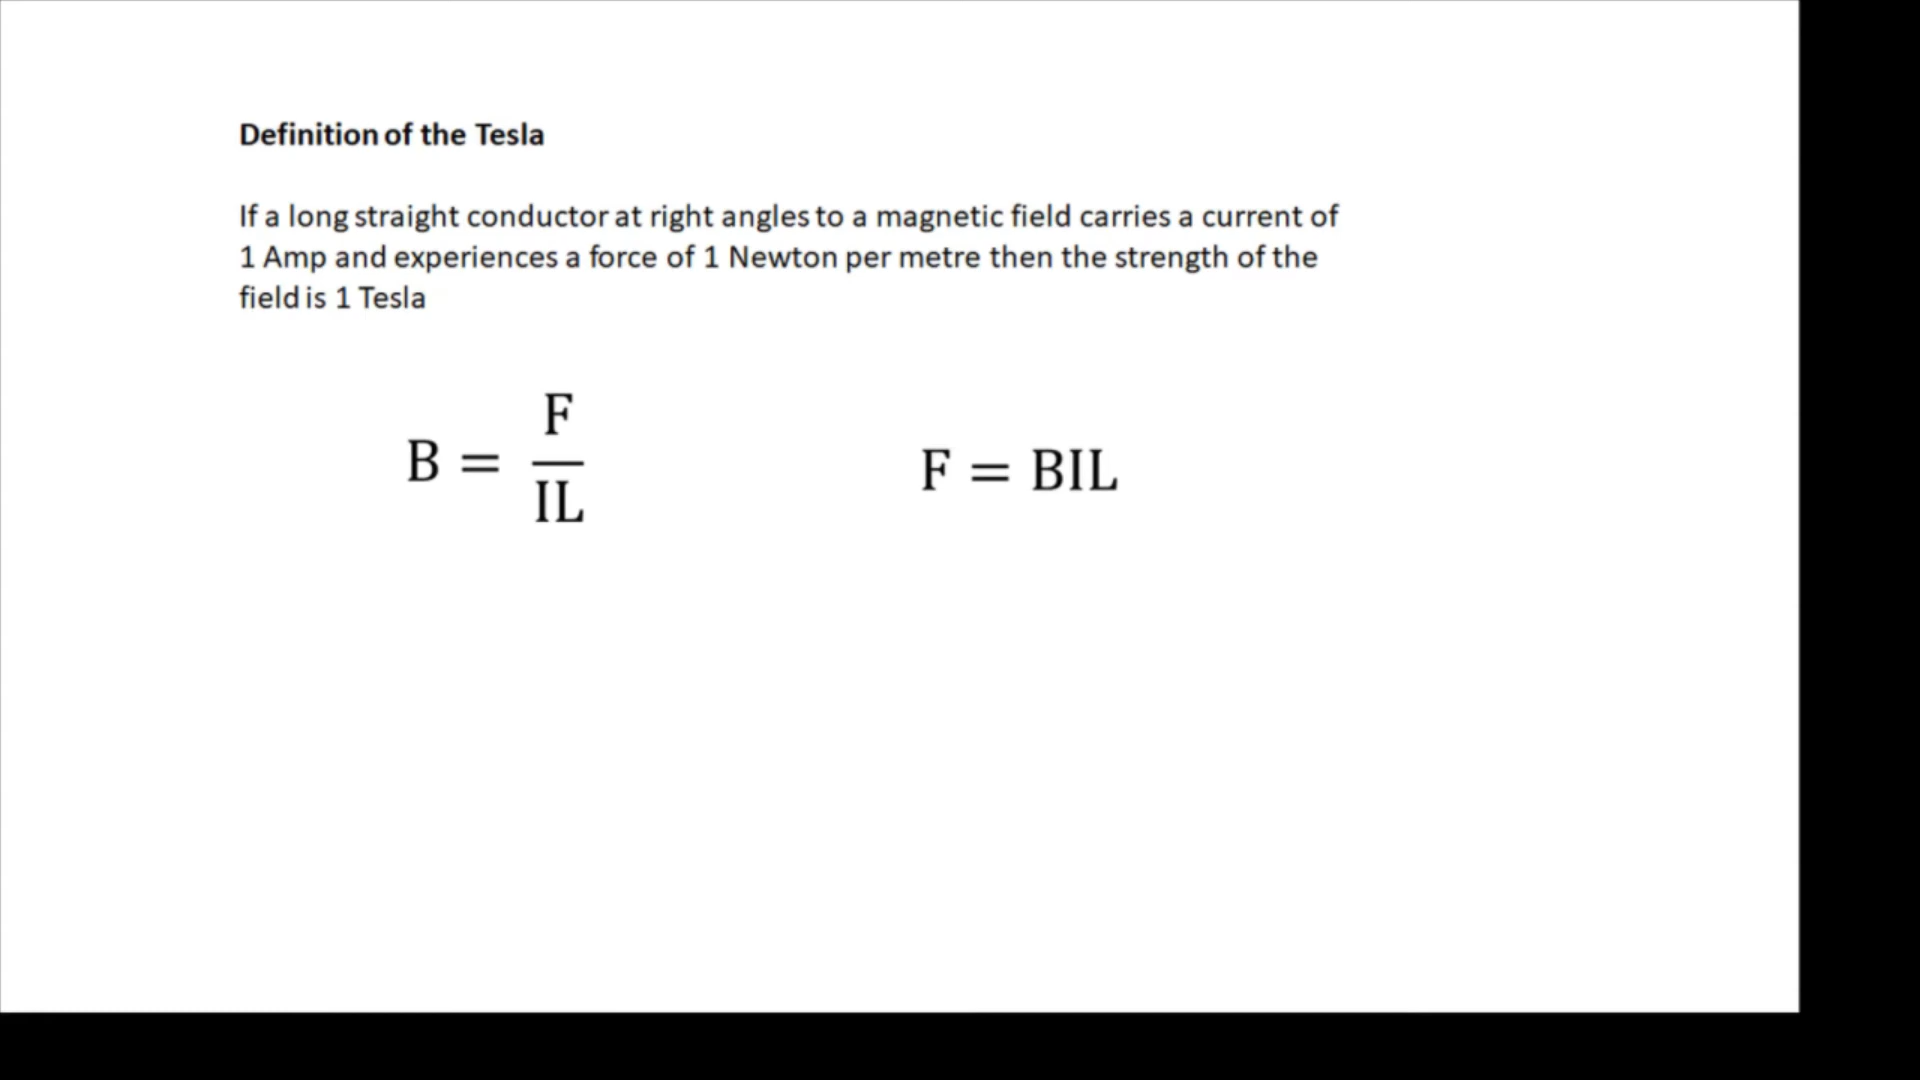 Definition of the Tesla
If a long straight conductor at right angles to a magnetic field carries a current of
1 Amp and experiences a force of 1 Newton per metre then the strength of the
field is 1 Tesla
B = F/IL
F = BIL